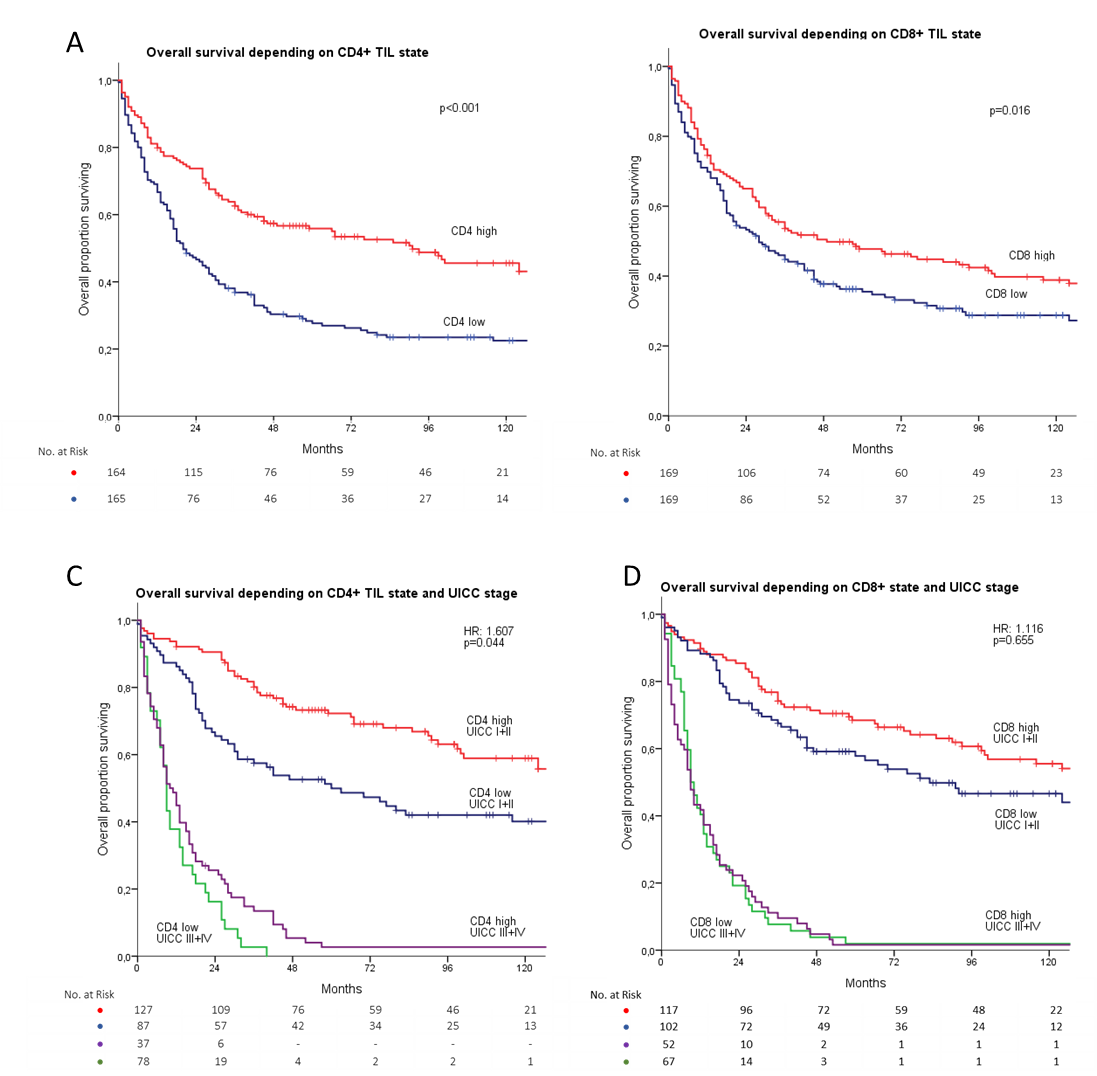 A
Overall survival depending on CD4+ TIL state
p<0.001
1,0
0,8
0,6
0,4
0,2
0,0
Overall proportion surviving
CD4 high
CD4 low
0 24 48 72 96 120
Months
No. at Risk
164 115 76 59 46 21
165 76 46 36 27 14
Overall survival depending on CD8+ TIL state
p=0.016
1,0
0,8
0,6
0,4
0,2
0,0
Overall proportion surviving
CD8 high
CD8 low
0 24 48 72 96 120
Months
No. at Risk
169 106 74 60 49 23
169 86 52 37 25 13
C
Overall survival depending on CD4+ TIL state and UICC stage
HR: 1.607
p=0.044
1,0
0,8
0,6
0,4
0,2
0,0
Overall proportion surviving
CD4 high
UICC I+II
CD4 low
UICC I+II
CD4 low
UICC III+IV
CD4 high
UICC III+IV
0 24 48 72 96 120
Months
No. at Risk
127 109 76 59 46 21
87 57 42 34 25 13
37 6 - - - -
78 19 4 2 2 1
D
Overall survival depending on CD8+ state and UICC stage
HR: 1.116
p=0.655
1,0
0,8
0,6
0,4
0,2
0,0
Overall proportion surviving
CD8 high
UICC I+II
CD8 low
UICC I+II
CD8 low
UICC III+IV
CD8 high
UICC III+IV
0 24 48 72 96 120
Months
No. at Risk
117 96 72 59 48 22
102 72 49 36 24 12
52 10 2 1 1 1
67 14 3 1 1 1